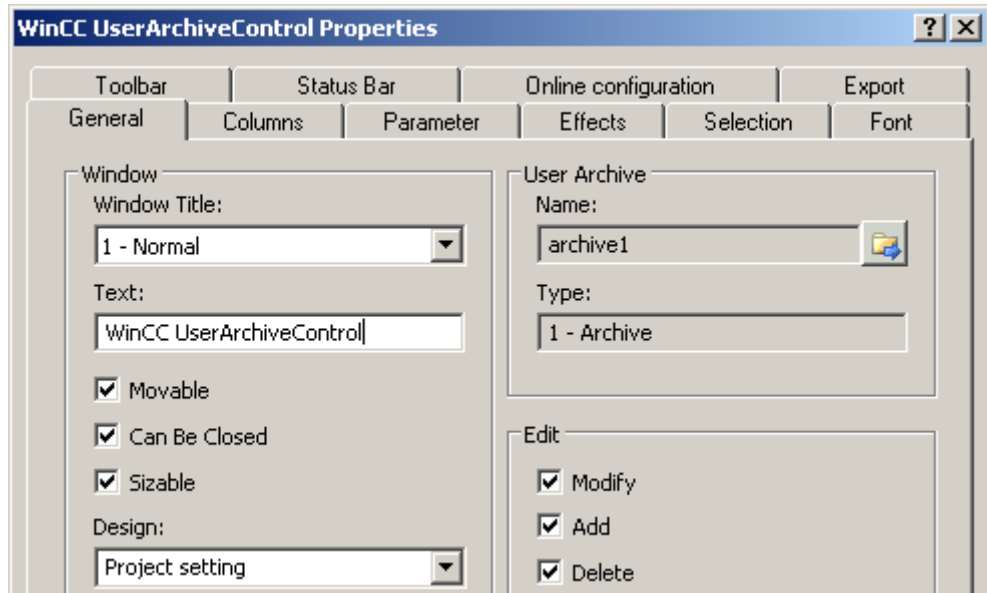 WinCC UserArchiveControl Properties
Toolbar Status Bar Online configuration Export
General Columns Parameter Effects Selection Font
Window
Window Title:
1 - Normal
Text:
WinCC UserArchiveControl
Movable
Can Be Closed
Sizable
Design:
Project setting
User Archive
Name:
archive1
Type:
1 - Archive
Edit
Modify
Add
Delete